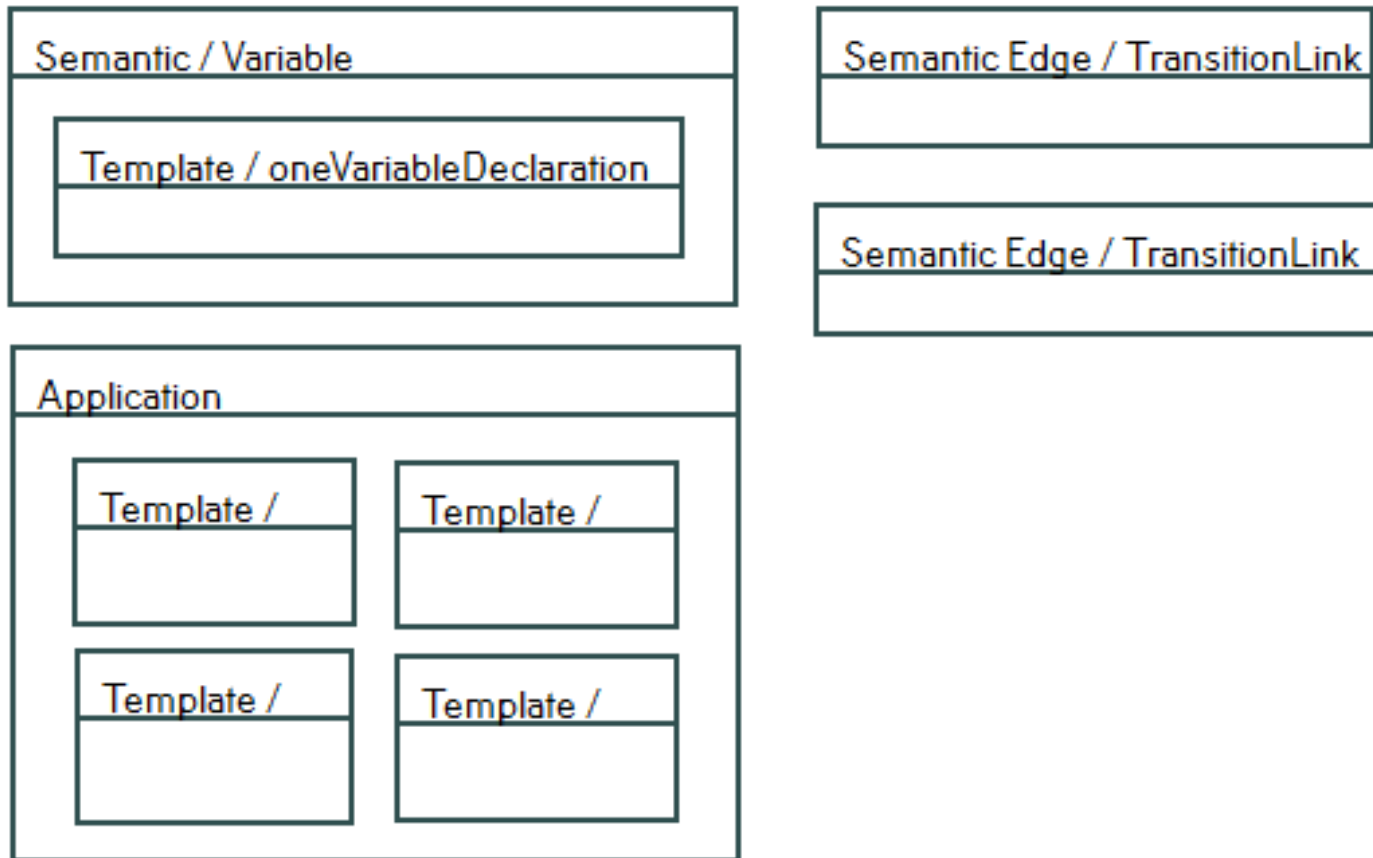 Semantic / Variable
Template / oneVariableDeclaration
Semantic Edge / TransitionLink
Semantic Edge / TransitionLink
Application
Template /
Template /
Template /
Template /